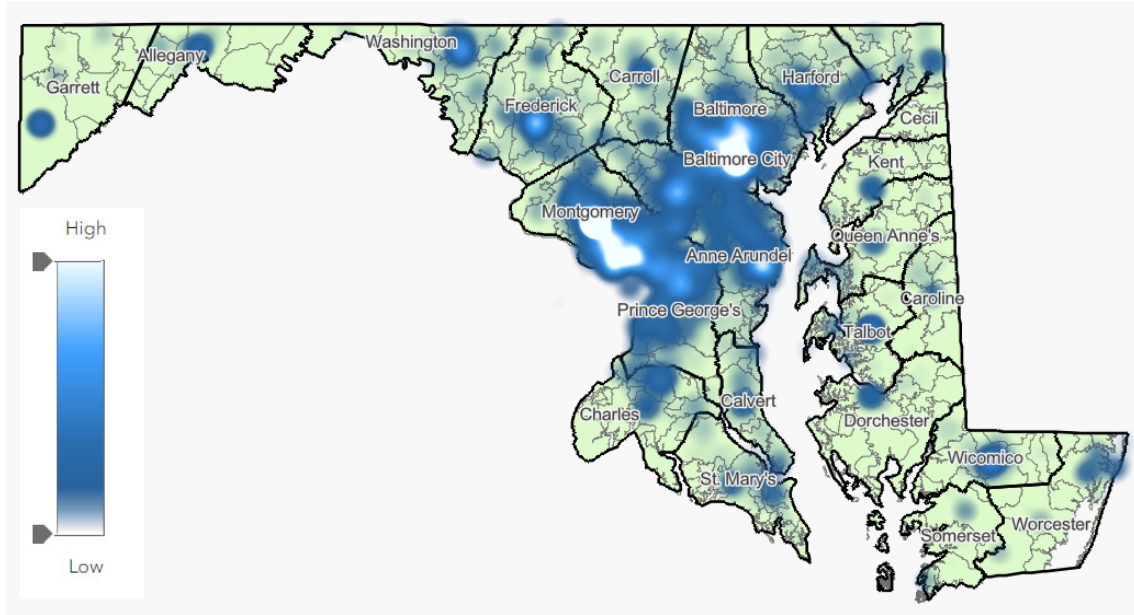 Washington
Allegany
Garrett
Carroll
Harford
Frederick
Baltimore
Cecil
Baltimore City
Kent
Montgomery
Queen Anne's
Anne Arundel
Caroline
Prince George's
Talbot
Calvert
Charles
Dorchester
Wicomico
St. Mary's
Worcester
Somerset
High
Low